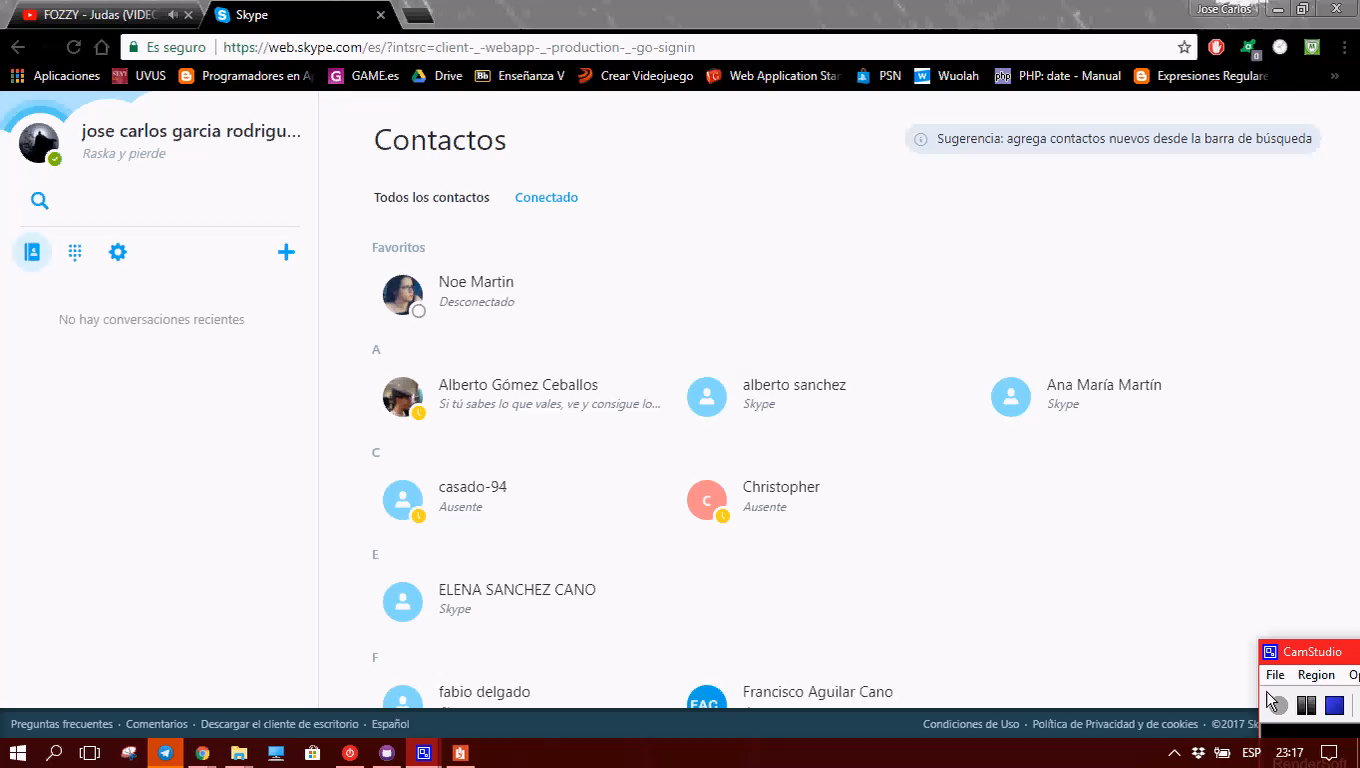 FOZZY - Judas (VIDEO
Skype
Jose Carlos
Es seguro
https://web.skype.com/es/?intsrc=client-_-webapp-_-production-_-go-signin
Aplicaciones
UVUS
Programadores en A
GAME.es
Drive
Enseñanza V
Crear Videojuego
Web Application Star
PSN
Wuolah
PHP: date - Manual
Expresiones Regulare
»
jose carlos garcia rodrigu...
Raska y pierde
No hay conversaciones recientes
Contactos
Sugerencia: agrega contactos nuevos desde la barra de búsqueda
Todos los contactos
Conectado
Favoritos
Noe Martin
Desconectado
A
Alberto Gómez Ceballos
Si tú sabes lo que vales, ve y consigue lo...
alberto sanchez
Skype
Ana María Martín
Skype
C
casado-94
Ausente
C
Christopher
Ausente
E
ELENA SANCHEZ CANO
Skype
F
fabio delgado
FAC
Francisco Aguilar Cano
CamStudio
File Region Op
Preguntas frecuentes · Comentarios · Descargar el cliente de escritorio · Español
Condiciones de Uso · Política de Privacidad y de cookies · ©2017 Sk
ESP
23:17
RenderSoft